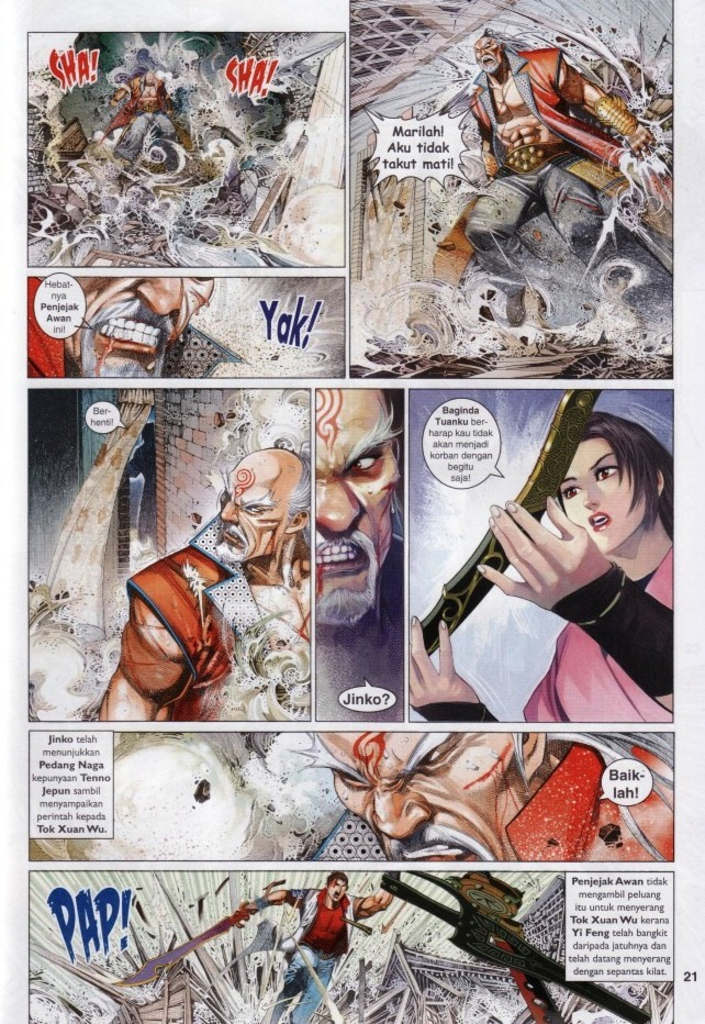 SHA!
SHA!
Marilah!
Aku tidak
takut mati!
Hebat-
nya
Penjejak
Awan
ini!
Yak!
Ber-
henti!
Jinko?
Baginda
Tuanku ber-
harap kau tidak
akan menjadi
korban dengan
begitu
saja!
Jinko telah
menunjukkan
Pedang Naga
kepunyaan Tenno
Jepun sambil
menyampaikan
perintah kepada
Tok Xuan Wu.
Baik-
lah!
PAP!
Penjejak Awan tidak
mengambil peluang
itu untuk menyerang
Tok Xuan Wu kerana
Yi Feng telah bangkit
daripada jatuhnya dan
telah datang menyerang
dengan sepantas kilat.
21